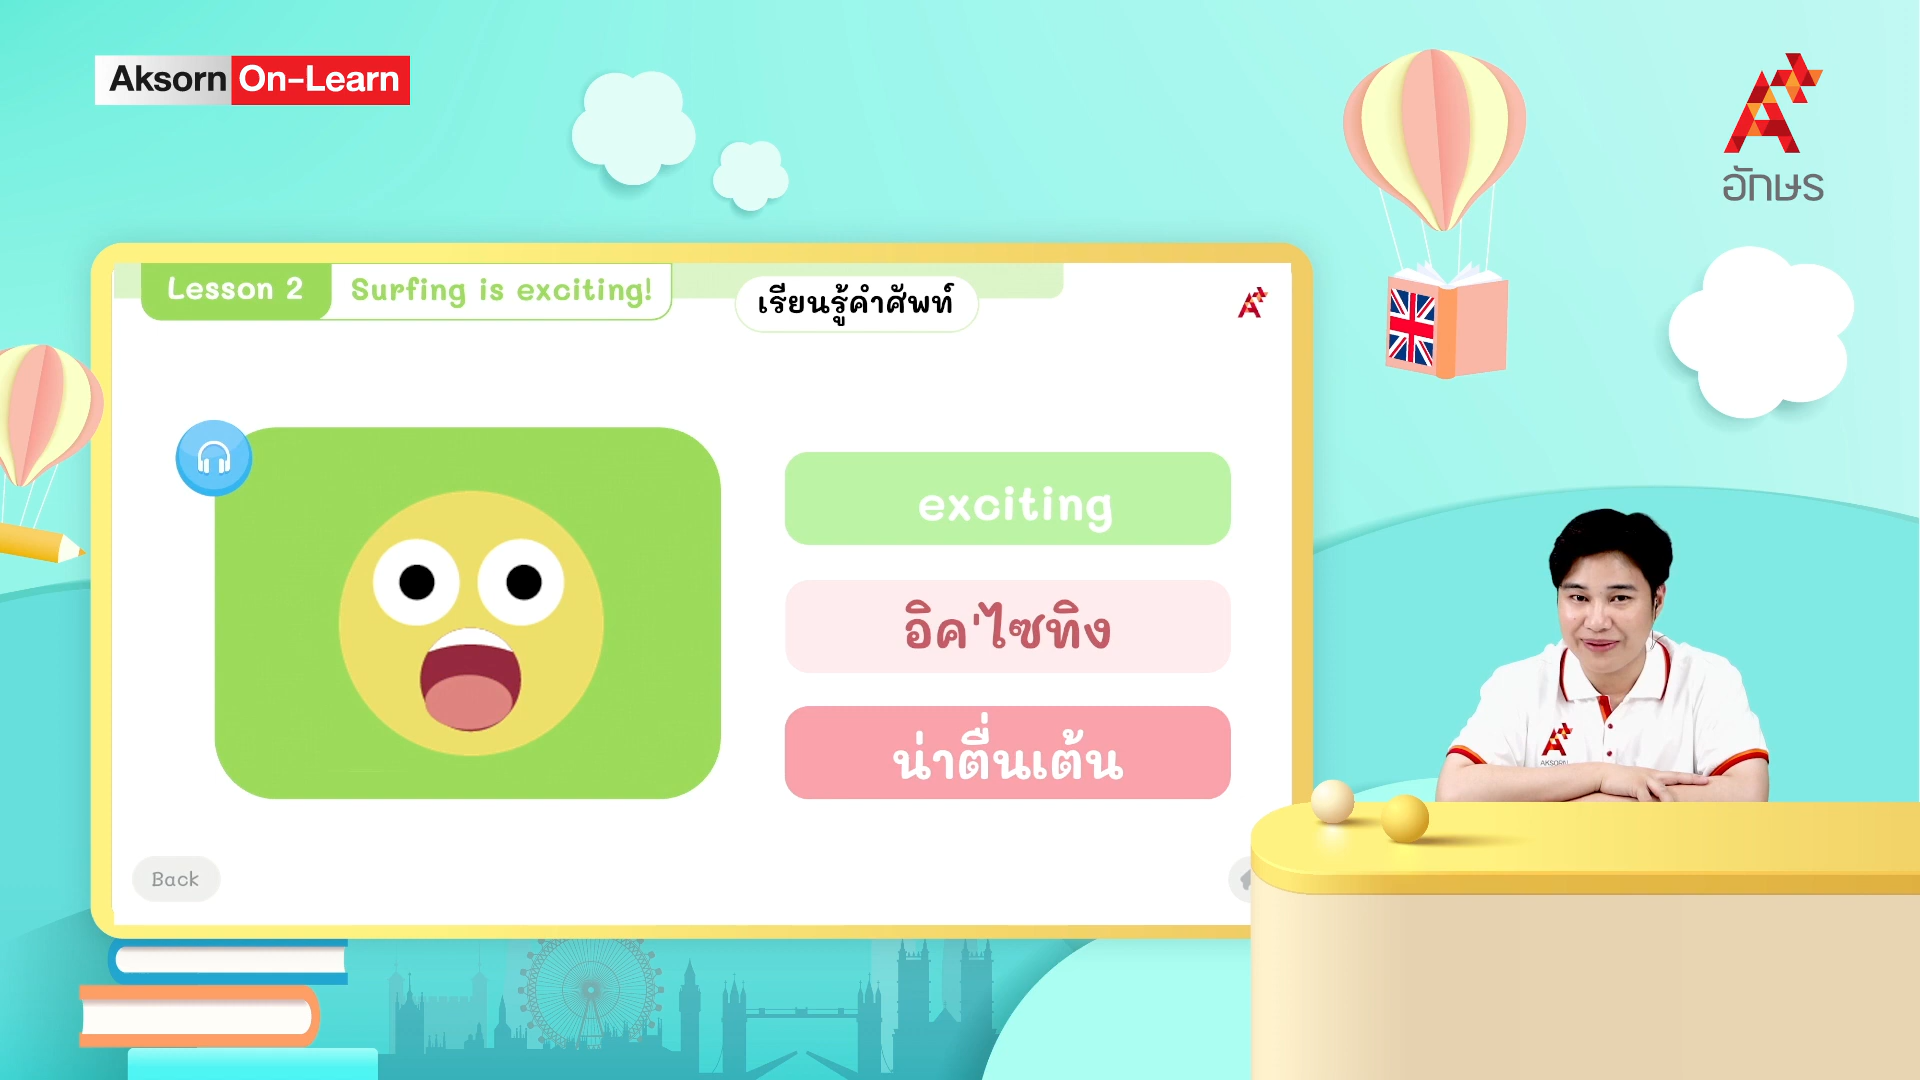 Aksorn On-Learn
อักษร
Lesson 2 Surfing is exciting! เรียนรู้คำศัพท์
exciting
อิค'ไซทิง
น่าตื่นเต้น
AKSORN
Back